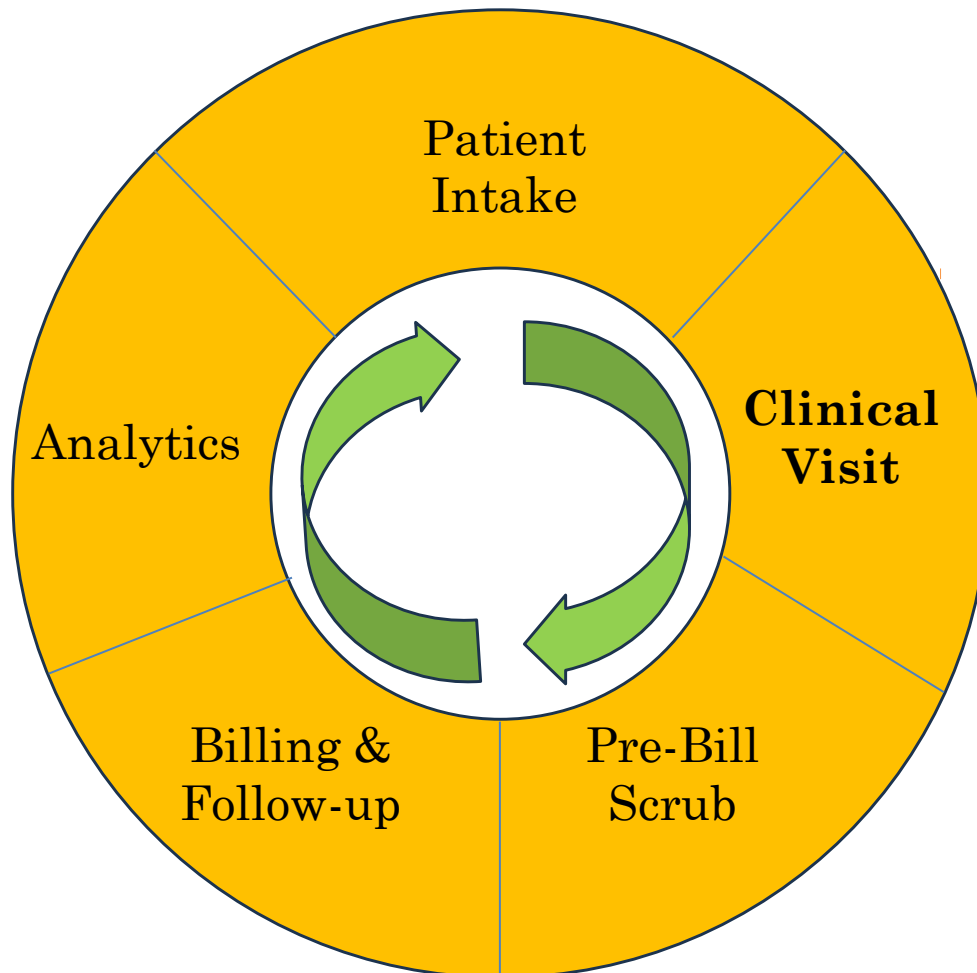 Patient
Intake
Clinical
Visit
Pre-Bill
Scrub
Billing &
Follow-up
Analytics